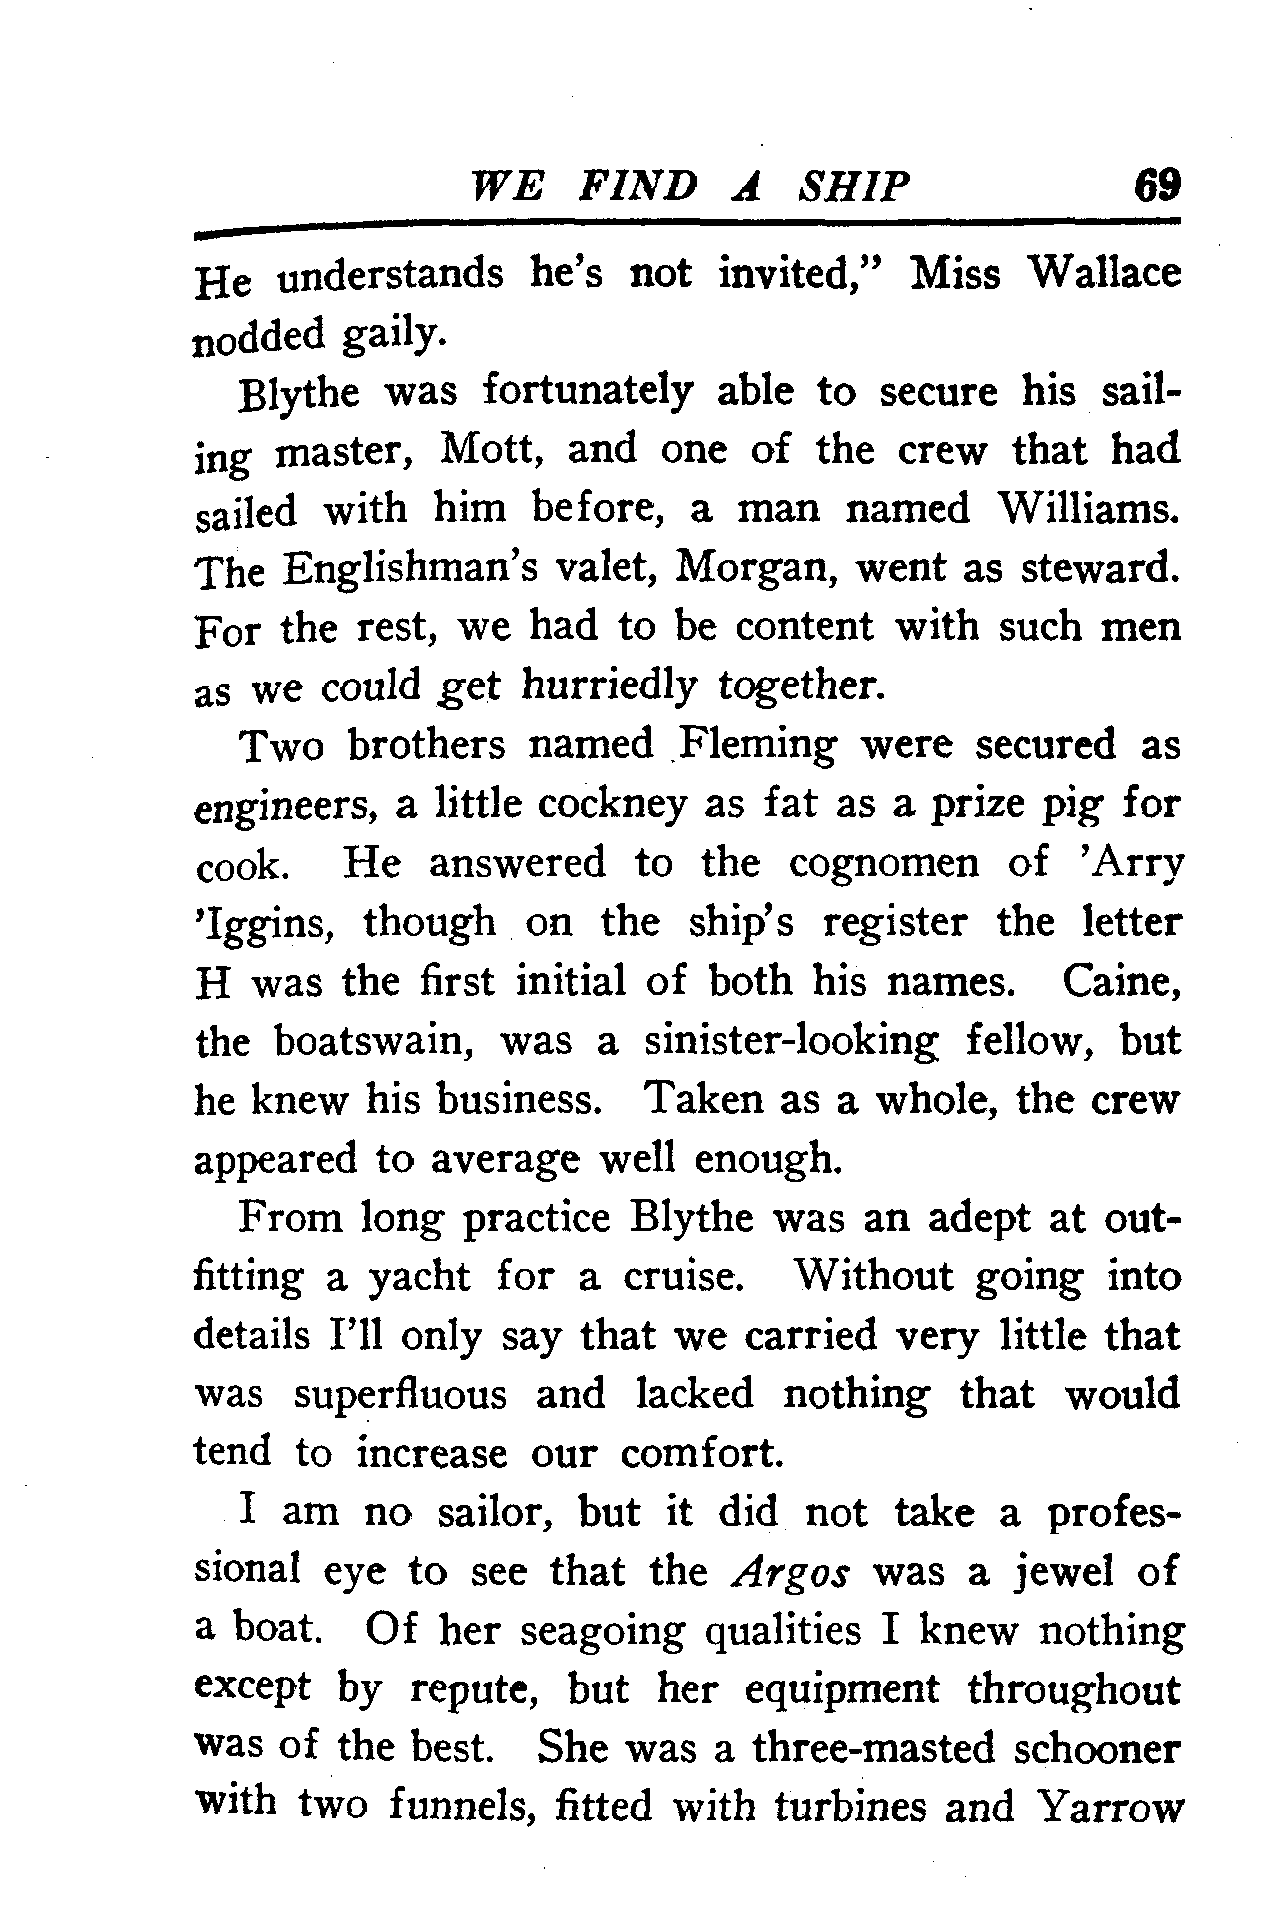 WE FIND A SHIP 69
He understands he's not invited,” Miss Wallace
nodded gaily.
Blythe was fortunately able to secure his sail-
ing master, Mott, and one of the crew that had
sailed with him before, a man named Williams.
The Englishman's valet, Morgan, went as steward.
For the rest, we had to be content with such men
as we could get hurriedly together.
Two brothers named Fleming were secured as
engineers, a little cockney as fat as a prize pig for
cook. He answered to the cognomen of 'Arry
'Iggins, though on the ship's register the letter
H was the first initial of both his names. Caine,
the boatswain, was a sinister-looking fellow, but
he knew his business. Taken as a whole, the crew
appeared to average well enough.
From long practice Blythe was an adept at out-
fitting a yacht for a cruise. Without going into
details I'll only say that we carried very little that
was superfluous and lacked nothing that would
tend to increase our comfort.
I am no sailor, but it did not take a profes-
sional eye to see that the Argos was a jewel of
a boat. Of her seagoing qualities I knew nothing
except by repute, but her equipment throughout
was of the best. She was a three-masted schooner
with two funnels, fitted with turbines and Yarrow